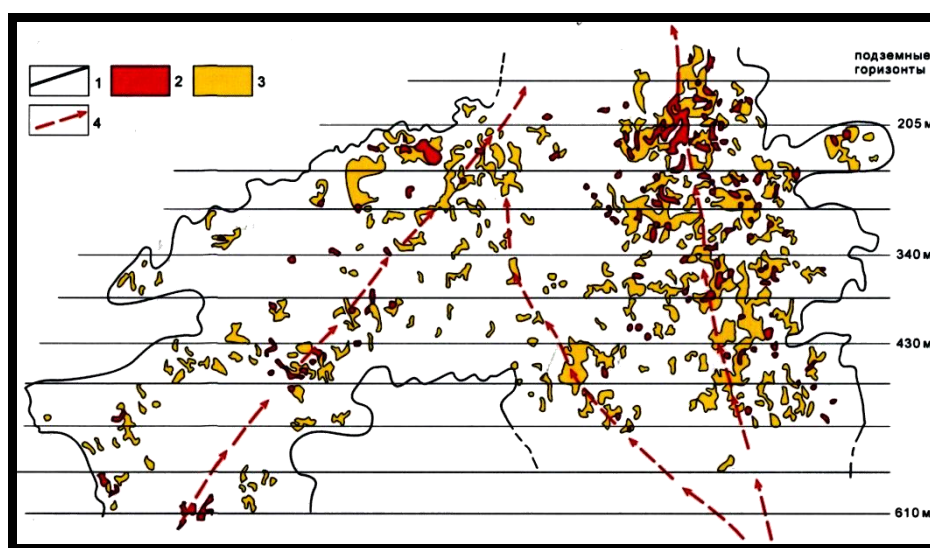 1
2
3
4
подземные
горизонты
205 м
340 м
430 м
610 м